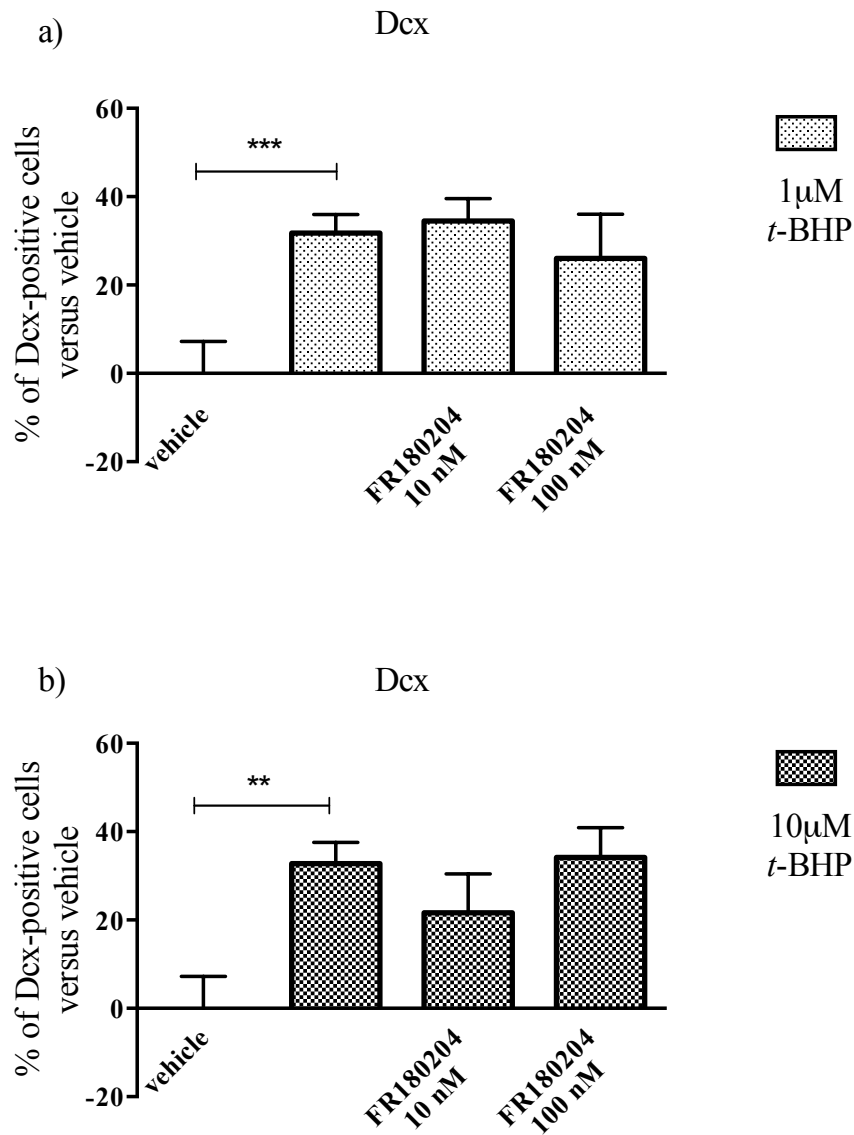 a)
Dcx
% of Dcx-positive cells
versus vehicle
60
40
20
0
-20
***
vehicle
FR180204
10 nM
FR180204
100 nM
1μM
t-BHP
b)
Dcx
% of Dcx-positive cells
versus vehicle
60
40
20
0
-20
**
vehicle
FR180204
10 nM
FR180204
100 nM
10μM
t-BHP